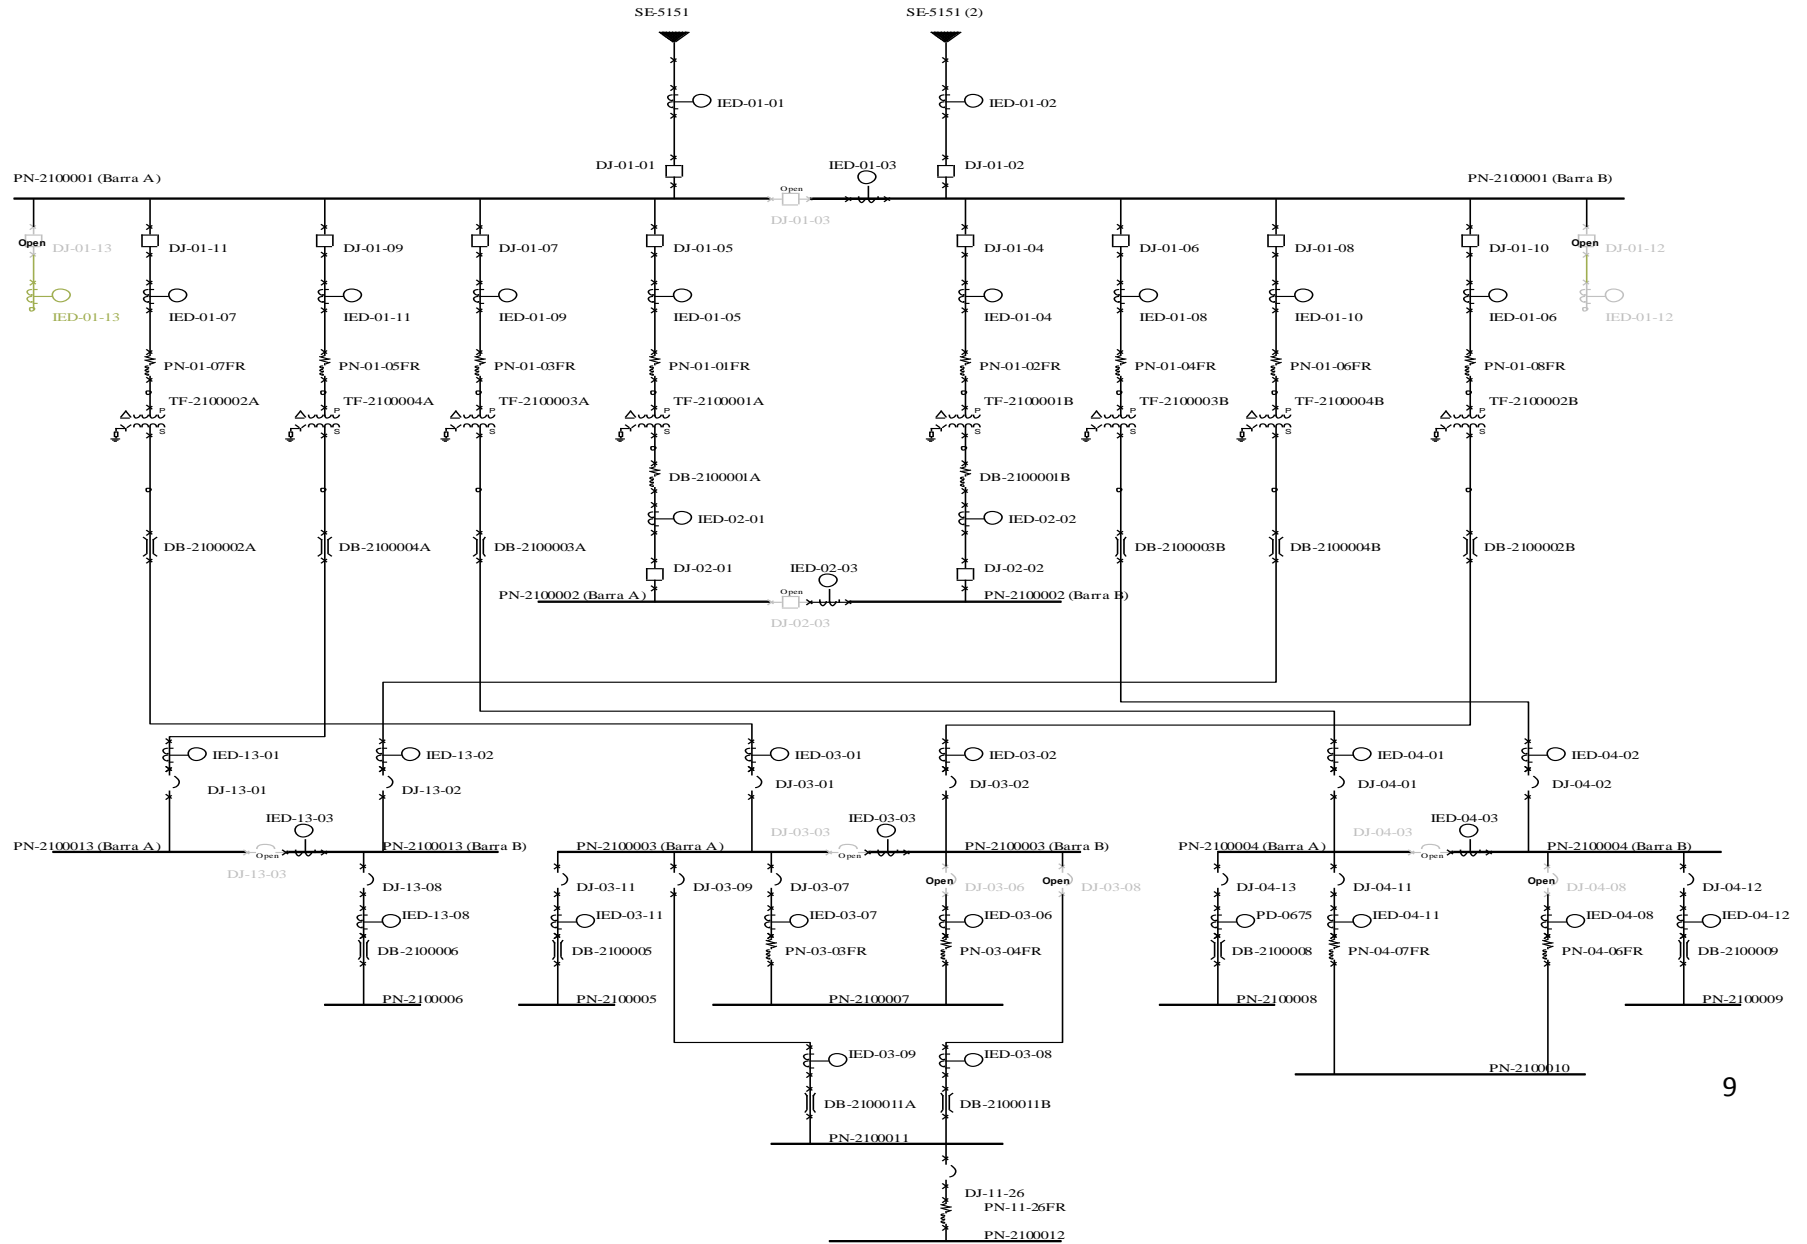 SE-5151 SE-5151 (2)
IED-01-01 IED-01-02
DJ-01-01 IED-01-03 DJ-01-02
PN-2100001 (Barra A) PN-2100001 (Barra B)
Open
DJ-01-03
Open DJ-01-13 DJ-01-11 DJ-01-09 DJ-01-07 DJ-01-05 DJ-01-04 DJ-01-06 DJ-01-08 DJ-01-10 Open DJ-01-12
IED-01-13 IED-01-07 IED-01-11 IED-01-09 IED-01-05 IED-01-04 IED-01-08 IED-01-10 IED-01-06 IED-01-12
PN-01-07FR PN-01-05FR PN-01-03FR PN-01-01FR PN-01-02FR PN-01-04FR PN-01-06FR PN-01-08FR
TF-2100002A TF-2100004A TF-2100003A TF-2100001A TF-2100001B TF-2100003B TF-2100004B TF-2100002B
P P P P P P P P
S S S S S S S S
DB-2100001A DB-2100001B
IED-02-01 IED-02-02
DB-2100002A DB-2100004A DB-2100003A DB-2100003B DB-2100004B DB-2100002B
DJ-02-01 IED-02-03 DJ-02-02
PN-2100002 (Barra A) Open PN-2100002 (Barra B)
DJ-02-03
IED-13-01 IED-13-02 IED-03-01 IED-03-02 IED-04-01 IED-04-02
DJ-13-01 DJ-13-02 DJ-03-01 DJ-03-02 DJ-04-01 DJ-04-02
IED-13-03 IED-03-03 IED-04-03
DJ-03-03 DJ-04-03
PN-2100013 (Barra A) PN-2100013 (Barra B) PN-2100003 (Barra A) PN-2100003 (Barra B) PN-2100004 (Barra A) PN-2100004 (Barra B)
Open Open Open
DJ-13-03
DJ-13-08 DJ-03-11 DJ-03-09 DJ-03-07 Open DJ-03-06 Open DJ-03-08 DJ-04-13 DJ-04-11 Open DJ-04-08 DJ-04-12
IED-13-08 IED-03-11 IED-03-07 IED-03-06 PD-0675 IED-04-11 IED-04-08 IED-04-12
DB-2100006 DB-2100005 PN-03-03FR PN-03-04FR DB-2100008 PN-04-07FR PN-04-06FR DB-2100009
PN-2100006 PN-2100005 PN-2100007 PN-2100008 PN-2100009
IED-03-09 IED-03-08
PN-2100010
9
DB-2100011A DB-2100011B
PN-2100011
DJ-11-26
PN-11-26FR
PN-2100012